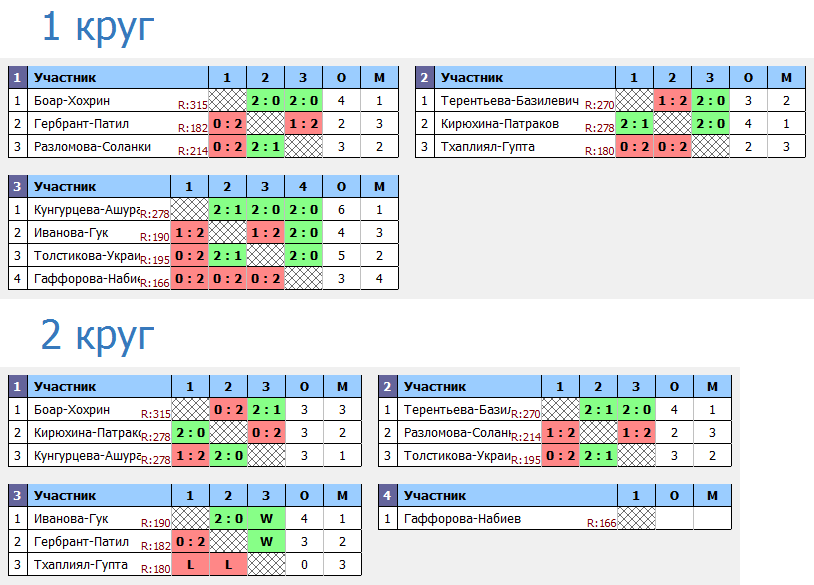 1 круг
1 Участник 1 2 3 О М
1 Боар-Хохрин R:315 2 : 0 2 : 0 4 1
2 Гербрант-Патил R:182 0 : 2 1 : 2 2 3
3 Разломова-Соланки R:214 0 : 2 2 : 1 3 2
2 Участник 1 2 3 О М
1 Терентьева-Базилевич R:270 1 : 2 2 : 0 3 2
2 Кирюхина-Патраков R:278 2 : 1 2 : 0 4 1
3 Тхаплиял-Гупта R:180 0 : 2 0 : 2 2 3
3 Участник 1 2 3 4 О М
1 Кунгурцева-Ашура R:278 2 : 1 2 : 0 2 : 0 6 1
2 Иванова-Гук R:190 1 : 2 1 : 2 2 : 0 4 3
3 Толстикова-Украи R:195 0 : 2 2 : 1 2 : 0 5 2
4 Гаффорова-Набие R:166 0 : 2 0 : 2 0 : 2 3 4
2 круг
1 Участник 1 2 3 О М
1 Боар-Хохрин R:315 0 : 2 2 : 1 3 3
2 Кирюхина-Патрако R:278 2 : 0 0 : 2 3 2
3 Кунгурцева-Ашура R:278 1 : 2 2 : 0 3 1
2 Участник 1 2 3 О М
1 Терентьева-Базил R:270 2 : 1 2 : 0 4 1
2 Разломова-Солан R:214 1 : 2 1 : 2 2 3
3 Толстикова-Украи R:195 0 : 2 2 : 1 3 2
3 Участник 1 2 3 О М
1 Иванова-Гук R:190 2 : 0 W 4 1
2 Гербрант-Патил R:182 0 : 2 W 3 2
3 Тхаплиял-Гупта R:180 L L 0 3
4 Участник 1 О М
1 Гаффорова-Набиев R:166